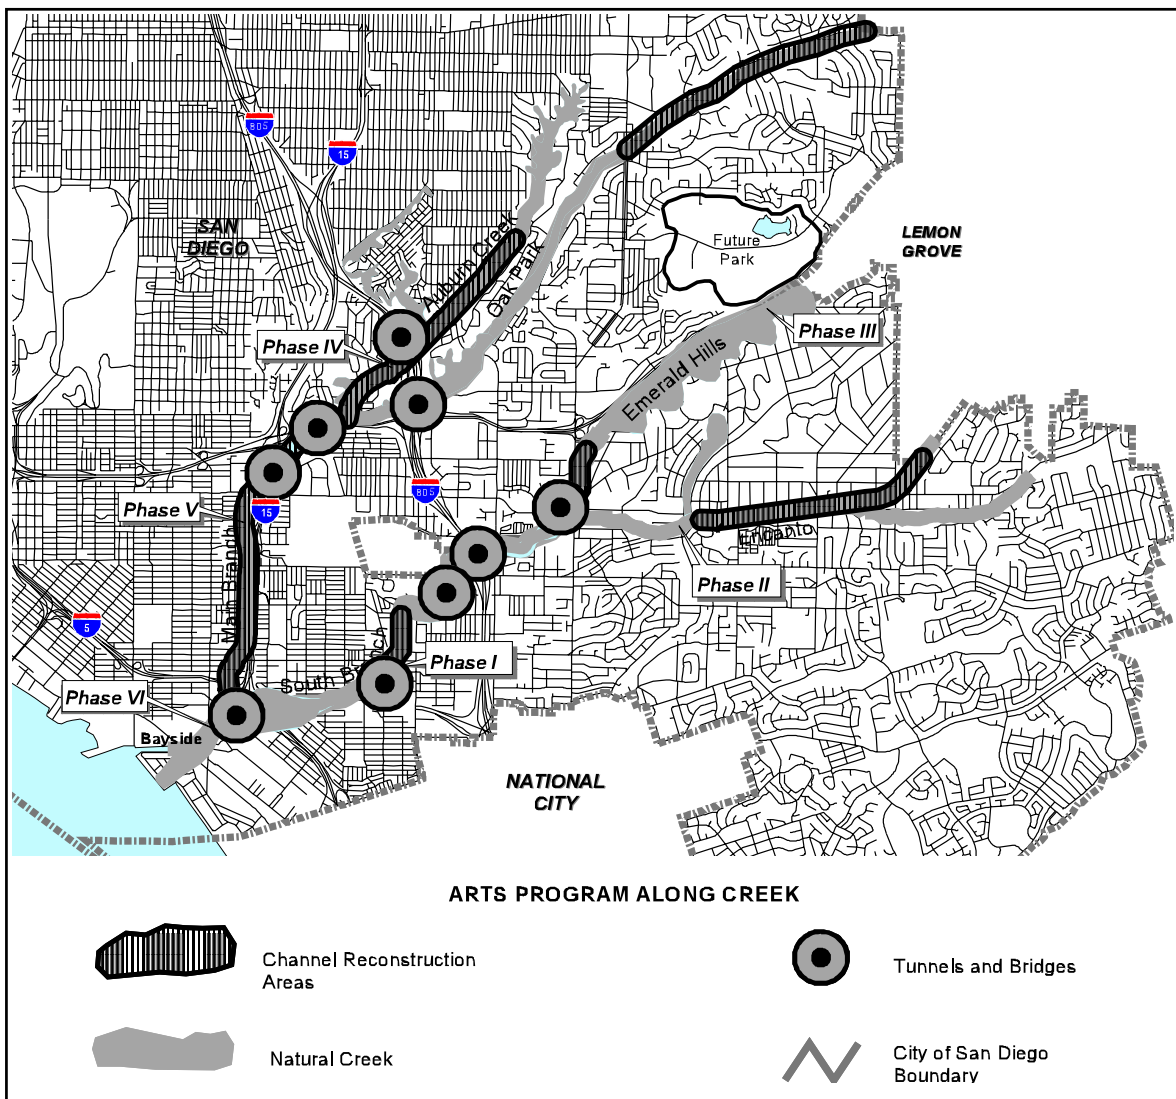 805
15
SAN
DIEGO
LEMON
GROVE
Future
Park
Auburn Creek
Oak Park
Phase IV
Phase III
Emerald Hills
805
Phase V
15
Encanto
Phase II
Main Branch
5
South Branch
Phase I
Phase VI
Bayside
NATIONAL
CITY
ARTS PROGRAM ALONG CREEK
Channel Reconstruction
Areas
Tunnels and Bridges
Natural Creek
City of San Diego
Boundary